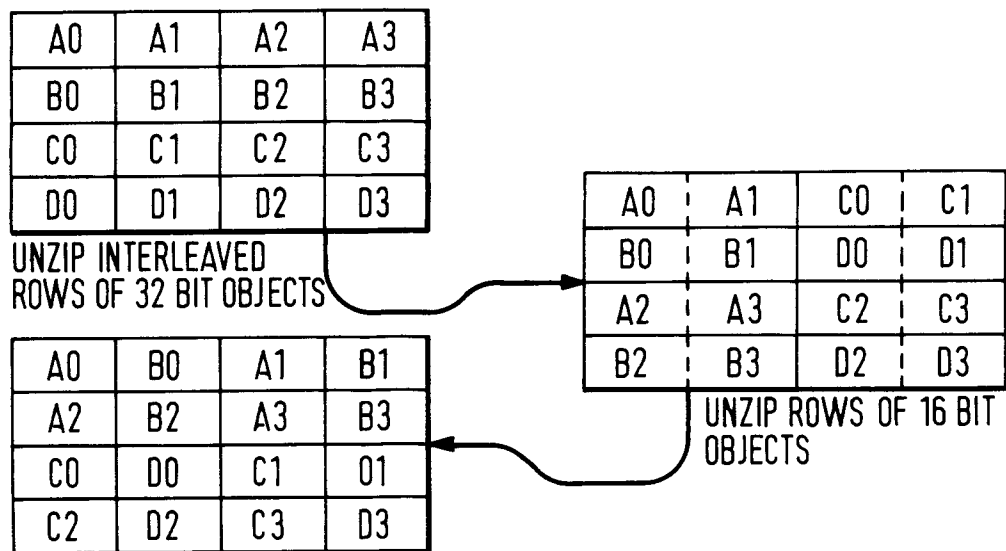 A0 A1 A2 A3
B0 B1 B2 B3
C0 C1 C2 C3
D0 D1 D2 D3
UNZIP INTERLEAVED
ROWS OF 32 BIT OBJECTS
A0 A1 C0 C1
B0 B1 D0 D1
A2 A3 C2 C3
B2 B3 D2 D3
UNZIP ROWS OF 16 BIT
OBJECTS
A0 B0 A1 B1
A2 B2 A3 B3
C0 D0 C1 01
C2 D2 C3 D3